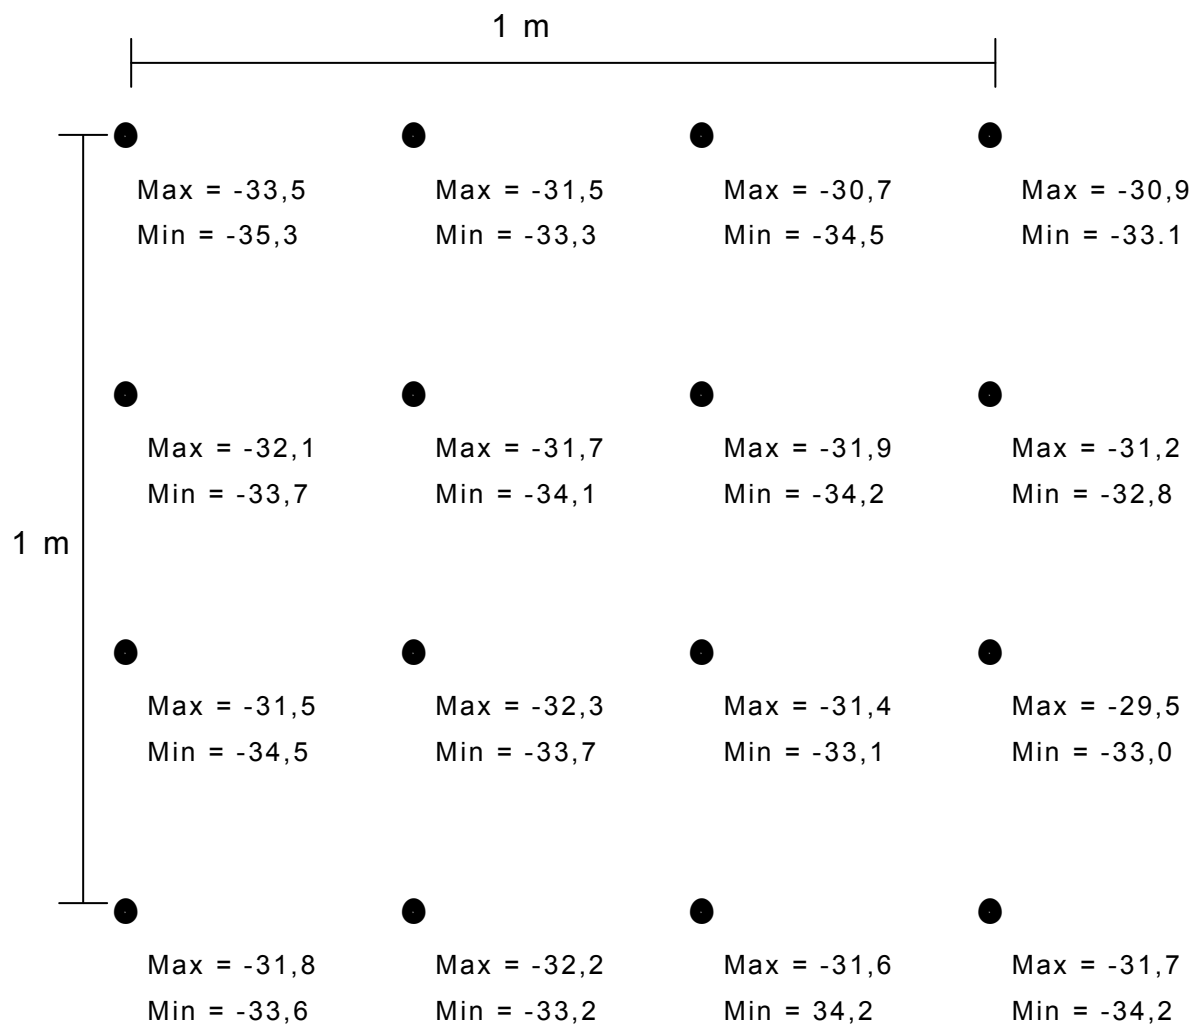 1 m
Max = -33,5 Max = -31,5 Max = -30,7 Max = -30,9
Min = -35,3 Min = -33,3 Min = -34,5 Min = -33.1
Max = -32,1 Max = -31,7 Max = -31,9 Max = -31,2
Min = -33,7 Min = -34,1 Min = -34,2 Min = -32,8
1 m
Max = -31,5 Max = -32,3 Max = -31,4 Max = -29,5
Min = -34,5 Min = -33,7 Min = -33,1 Min = -33,0
Max = -31,8 Max = -32,2 Max = -31,6 Max = -31,7
Min = -33,6 Min = -33,2 Min = 34,2 Min = -34,2